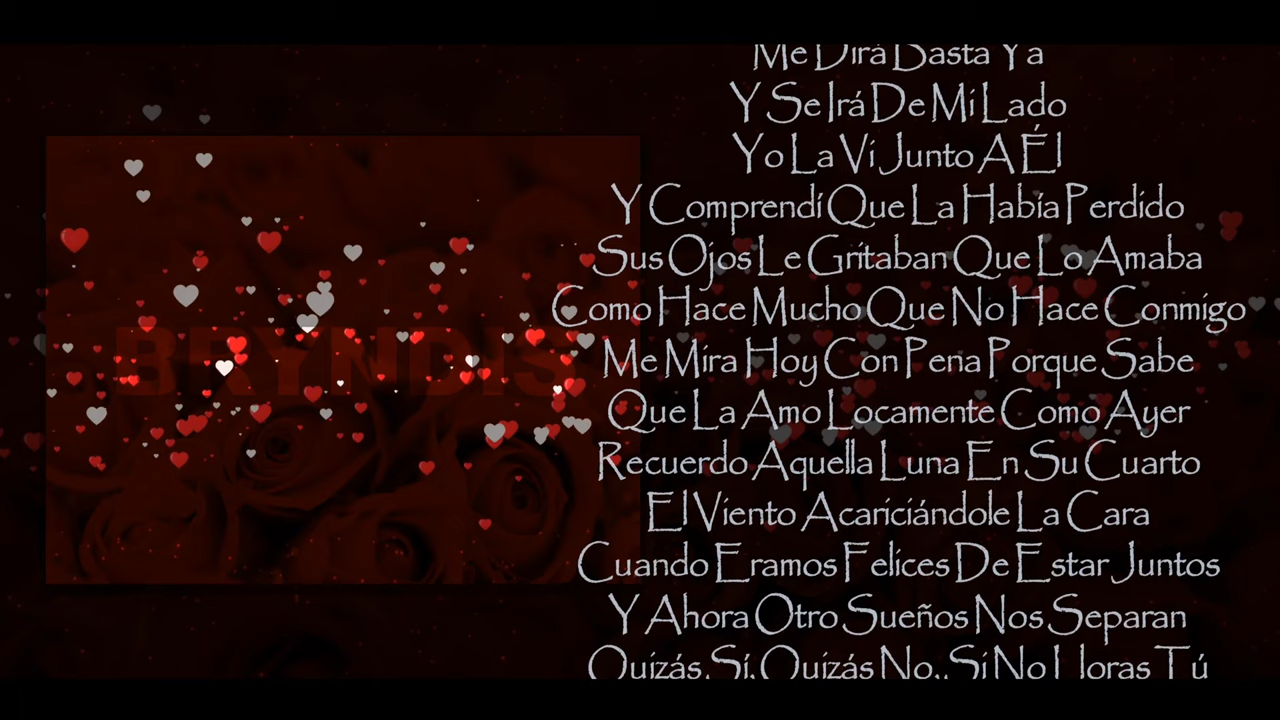 BRYNDIS
Me Dirá Basta Ya
Y Se Irá De Mi Lado
Yo La Vi Junto A Él
Y Comprendí Que La Había Perdido
Sus Ojos Le Gritaban Que Lo Amaba
Como Hace Mucho Que No Hace Conmigo
Me Mira Hoy Con Pena Porque Sabe
Que La Amo Locamente Como Ayer
Recuerdo Aquella Luna En Su Cuarto
El Viento Acariciándole La Cara
Cuando Eramos Felices De Estar Juntos
Y Ahora Otro Sueños Nos Separan
Quizás Sí, Quizás No,. Si No Lloras Tú